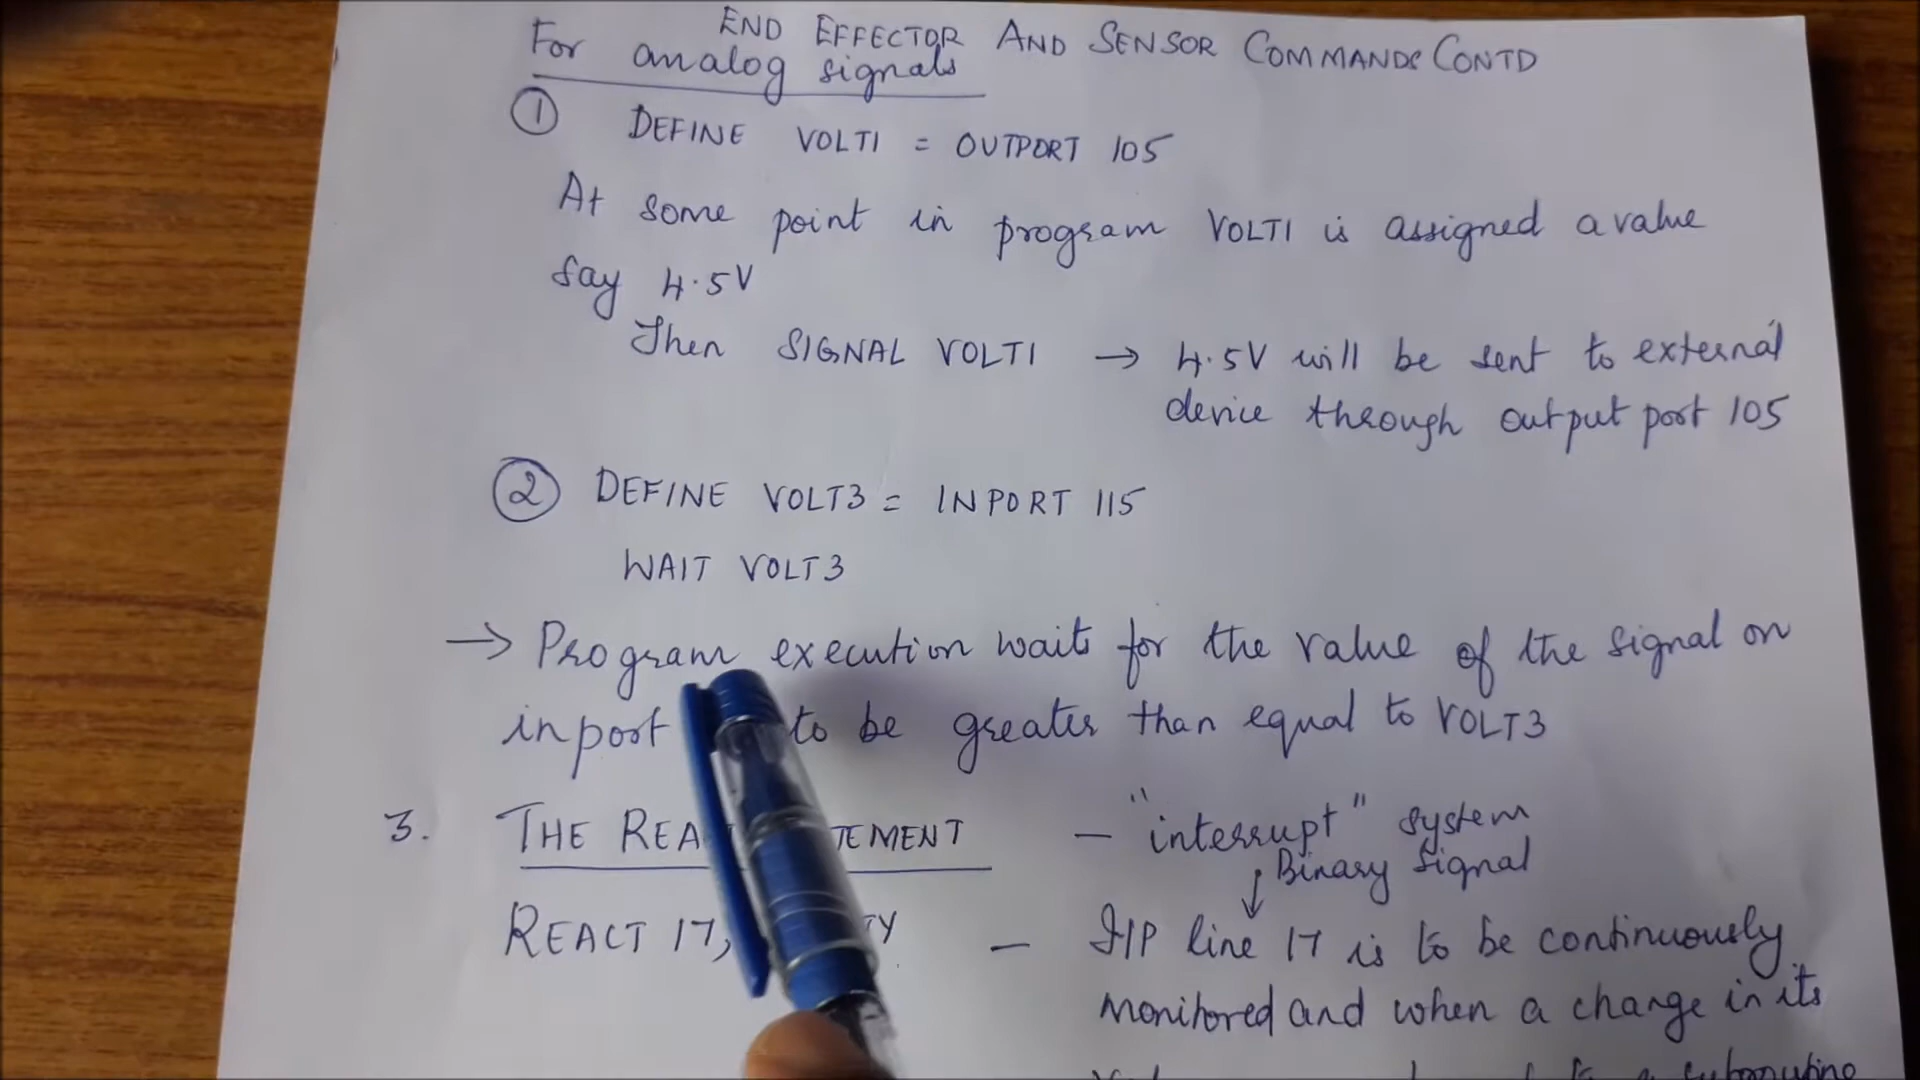 END EFFECTOR AND SENSOR COMMANDS CONTD
For analog signals
1 DEFINE VOLT1 = OUTPORT 105
At some point in program VOLT1 is assigned a value
say 4.5V
Then SIGNAL VOLT1 → 4.5V will be sent to external
device through output port 105
2 DEFINE VOLT3 = INPORT 115
WAIT VOLT3
→ Program execution waits for the value of the signal on
inport to be greater than equal to VOLT3
3. THE REA TEMENT — "interrupt" system
Binary signal
REACT 17, TY — I/P line 17 is to be continuously
monitored and when a change in its